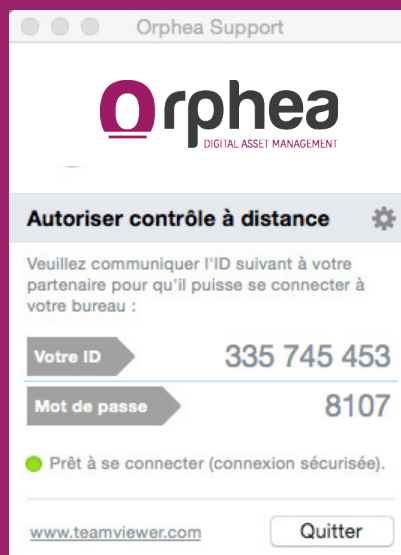 Orphea Support
Orphea
DIGITAL ASSET MANAGEMENT
Autoriser contrôle à distance
Veuillez communiquer l'ID suivant à votre
partenaire pour qu'il puisse se connecter à
votre bureau :
Votre ID 335 745 453
Mot de passe 8107
Prêt à se connecter (connexion sécurisée).
www.teamviewer.com Quitter